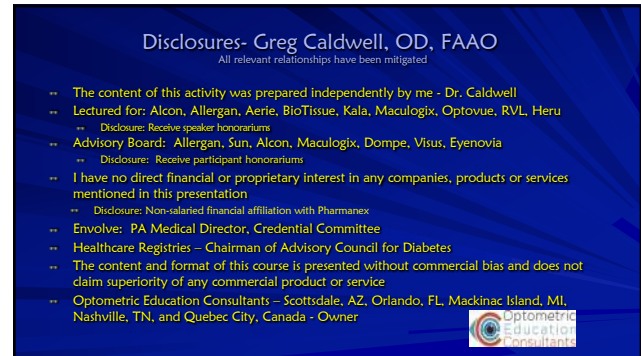 Disclosures- Greg Caldwell, OD, FAAO
All relevant relationships have been mitigated
The content of this activity was prepared independently by me - Dr. Caldwell
Lectured for: Alcon, Allergan, Aerie, BioTissue, Kala, Maculogix, Optovue, RVL, Heru
Disclosure: Receive speaker honorariums
Advisory Board: Allergan, Sun, Alcon, Maculogix, Dompe, Visus, Eyenovia
Disclosure: Receive participant honorariums
I have no direct financial or proprietary interest in any companies, products or services
mentioned in this presentation
Disclosure: Non-salaried financial affiliation with Pharmanex
Envolve: PA Medical Director, Credential Committee
Healthcare Registries – Chairman of Advisory Council for Diabetes
The content and format of this course is presented without commercial bias and does not
claim superiority of any commercial product or service
Optometric Education Consultants – Scottsdale, AZ, Orlando, FL, Mackinac Island, MI,
Nashville, TN, and Quebec City, Canada - Owner
Optometric
Education
Consultants